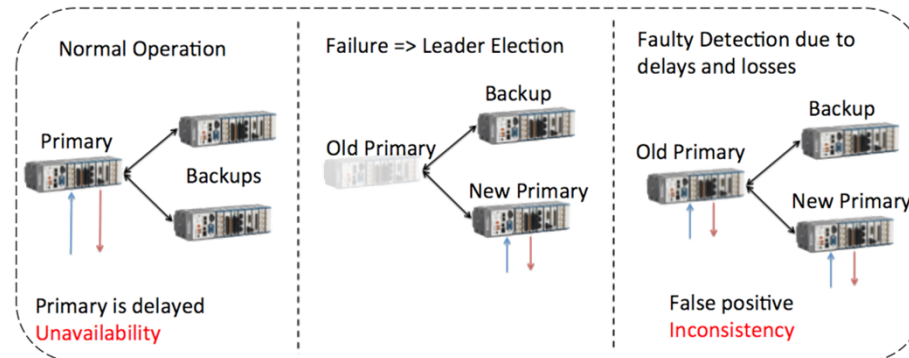 Normal Operation
Primary
Backups
Primary is delayed
Unavailability
Failure => Leader Election
Backup
Old Primary
New Primary
Faulty Detection due to
delays and losses
Backup
Old Primary
New Primary
False positive
Inconsistency